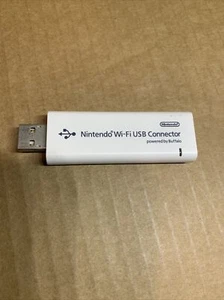 Nintendo
Nintendo Wi-Fi USB Connector
powered by Buffalo